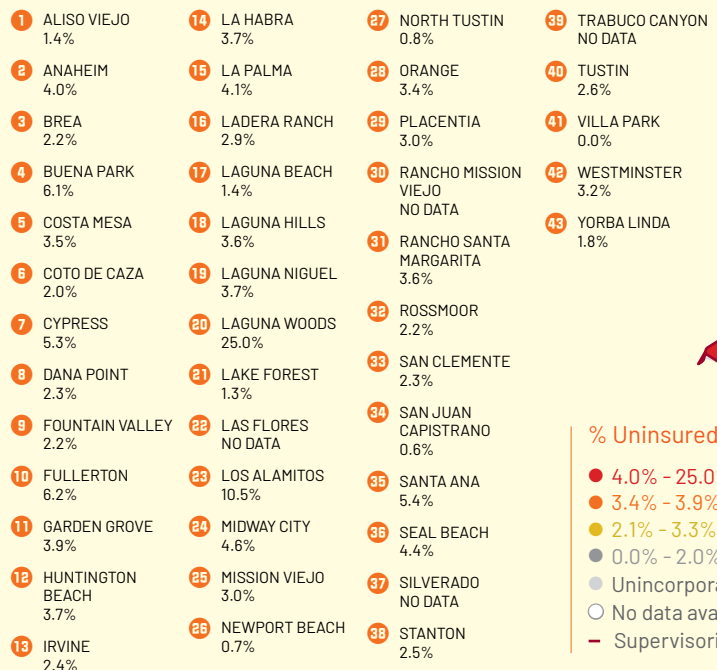 1 ALISO VIEJO
1.4%
2 ANAHEIM
4.0%
3 BREA
2.2%
4 BUENA PARK
6.1%
5 COSTA MESA
3.5%
6 COTO DE CAZA
2.0%
7 CYPRESS
5.3%
8 DANA POINT
2.3%
9 FOUNTAIN VALLEY
2.2%
10 FULLERTON
6.2%
11 GARDEN GROVE
3.9%
12 HUNTINGTON
BEACH
3.7%
13 IRVINE
2.4%
14 LA HABRA
3.7%
15 LA PALMA
4.1%
16 LADERA RANCH
2.9%
17 LAGUNA BEACH
1.4%
18 LAGUNA HILLS
3.6%
19 LAGUNA NIGUEL
3.7%
20 LAGUNA WOODS
25.0%
21 LAKE FOREST
1.3%
22 LAS FLORES
NO DATA
23 LOS ALAMITOS
10.5%
24 MIDWAY CITY
4.6%
25 MISSION VIEJO
3.0%
26 NEWPORT BEACH
0.7%
27 NORTH TUSTIN
0.8%
28 ORANGE
3.4%
29 PLACENTIA
3.0%
30 RANCHO MISSION
VIEJO
NO DATA
31 RANCHO SANTA
MARGARITA
3.6%
32 ROSSMOOR
2.2%
33 SAN CLEMENTE
2.3%
34 SAN JUAN
CAPISTRANO
0.6%
35 SANTA ANA
5.4%
36 SEAL BEACH
4.4%
37 SILVERADO
NO DATA
38 STANTON
2.5%
39 TRABUCO CANYON
NO DATA
40 TUSTIN
2.6%
41 VILLA PARK
0.0%
42 WESTMINSTER
3.2%
43 YORBA LINDA
1.8%
% Uninsured
4.0% - 25.0
3.4% - 3.9%
2.1% - 3.3%
0.0% - 2.0%
Unincorpora
No data ava
Supervisori